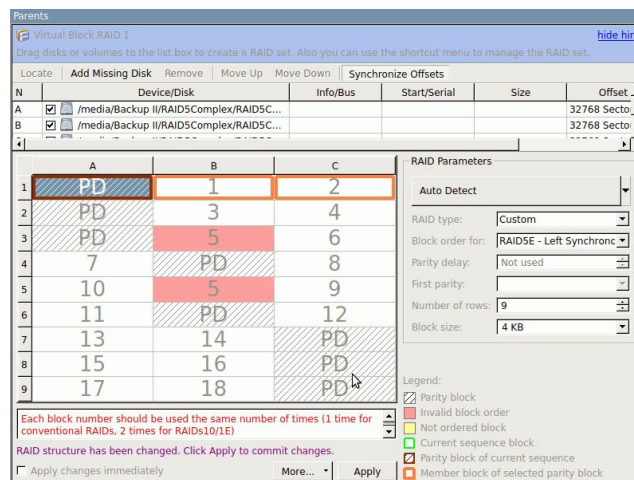 Parents
Virtual Block RAID 1 hide hin
Drag disks or volumes to the list box to create a RAID set. Also you can use the shortcut menu to manage the RAID set.
Locate Add Missing Disk Remove Move Up Move Down Synchronize Offsets
N Device/Disk Info/Bus Start/Serial Size Offset
A /media/Backup II/RAID5Complex/RAID5C... 32768 Secto
B /media/Backup II/RAID5Complex/RAID5C... 32768 Secto
A B C
1 PD 1 2
2 PD 3 4
3 PD 5 6
4 7 PD 8
5 10 5 9
6 11 PD 12
7 13 14 PD
8 15 16 PD
9 17 18 PD
RAID Parameters
Auto Detect
RAID type: Custom
Block order for: RAID5E - Left Synchronc
Parity delay: Not used
First parity:
Number of rows: 9
Block size: 4 KB
Legend:
Parity block
Invalid block order
Not ordered block
Current sequence block
Parity block of current sequence
Member block of selected parity block
Each block number should be used the same number of times (1 time for
conventional RAIDs, 2 times for RAIDs10/1E)
RAID structure has been changed. Click Apply to commit changes.
Apply changes immediately More... Apply